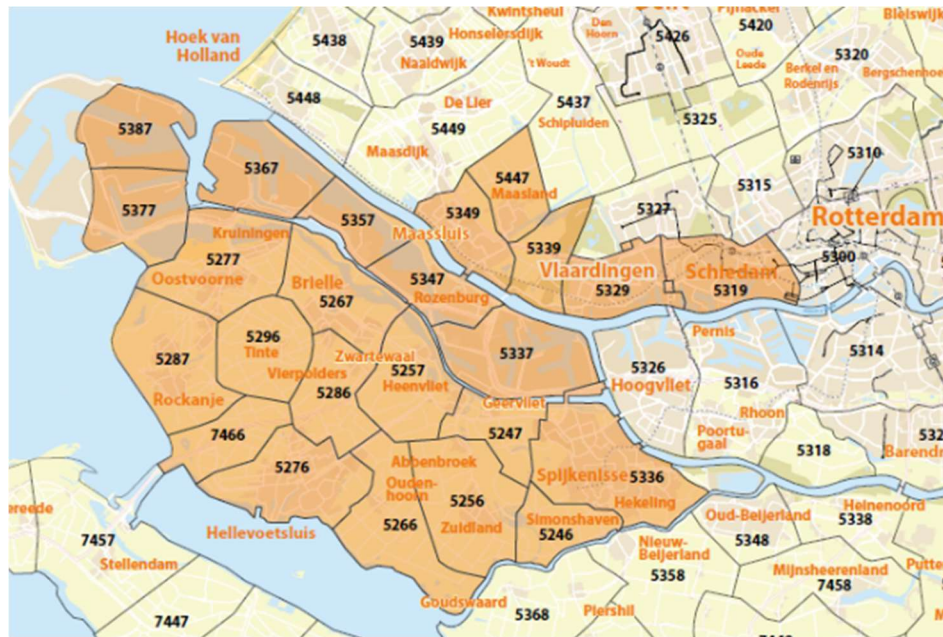 Kwintsheul
Pijnacker
Bleiswijk
Hoek van
Holland
5438
5439
Honselersdijk
Naaldwijk
Den
Hoorn
5426
5420
Oude
Leede
5320
Berkel en
Rodenrijs
't Woudt
5448
De Lier
5449
Maasdijk
5437
Schipluiden
5325
5387
5367
5447
Maasland
5315
5310
5377
5357
5349
Maassluis
5327
Rotterdam
Kruiningen
5277
Oostvoorne
5339
Vlaardingen
5329
Schiedam
5319
5300
Brielle
5267
5347
Rozenburg
5296
Tinte
Zwartewaal
5257
Heenvliet
5337
Pernis
5287
Rockanje
Vierpolders
5286
5326
Hoogvliet
5316
5314
Geervliet
5247
Rhoon
Poortu-
gaal
5318
7466
5276
Abbenbroek
Ouden-
hoorn
5256
Zuidland
5266
Spijkenisse
5336
Hekeling
Simonshaven
5246
Hellevoetsluis
Oud-Beijerland
5348
Heinenoord
5338
7457
Stellendam
Nieuw-
Beijerland
5358
Mijnsheerenland
7458
Goudswaard
5368
Piershil
7447